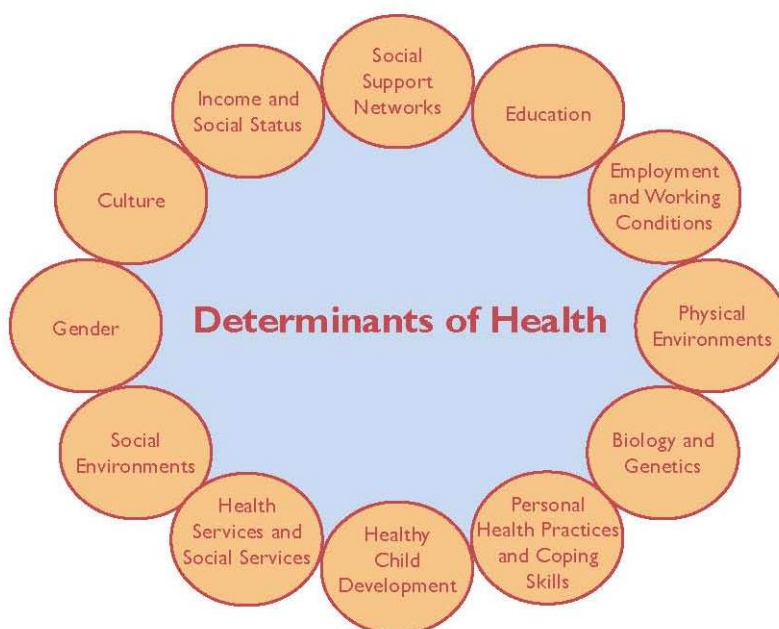 Social
Support
Networks
Education
Employment
and Working
Conditions
Physical
Environments
Biology and
Genetics
Personal
Health Practices
and Coping
Skills
Healthy
Child
Development
Health
Services and
Social Services
Social
Environments
Gender
Culture
Income and
Social Status
Determinants of Health